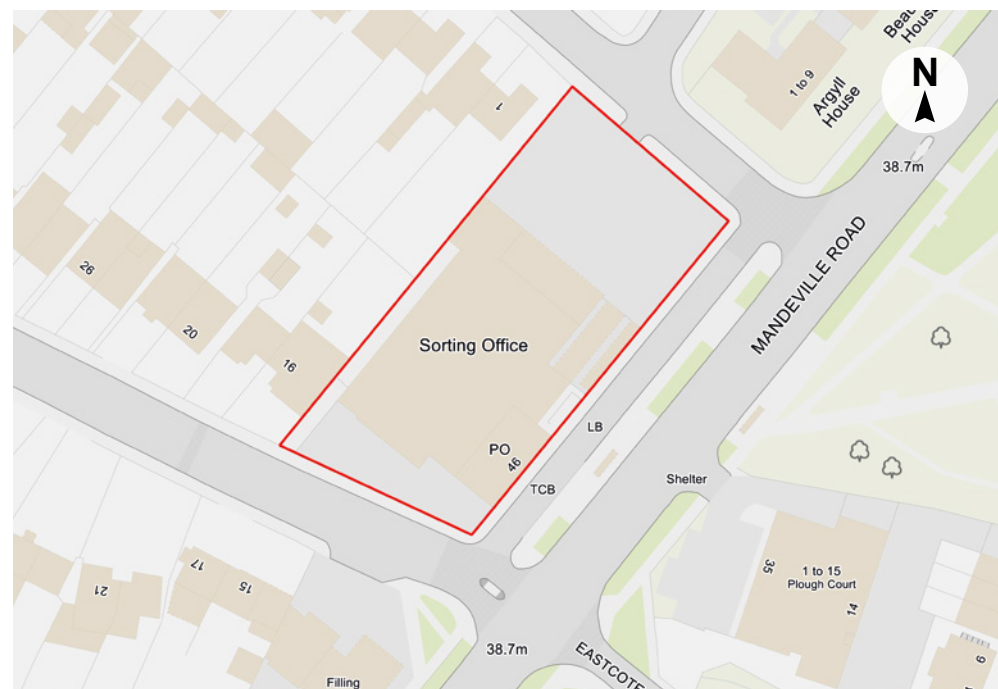 Beau
House
N
1 to 9
Argyll
House
1
38.7m
MANDEVILLE ROAD
26
20
16
Sorting Office
PO
46
LB
TCB
Shelter
17
15
21
35
1 to 15
Plough Court
14
6
38.7m
EASTCOTE
Filling